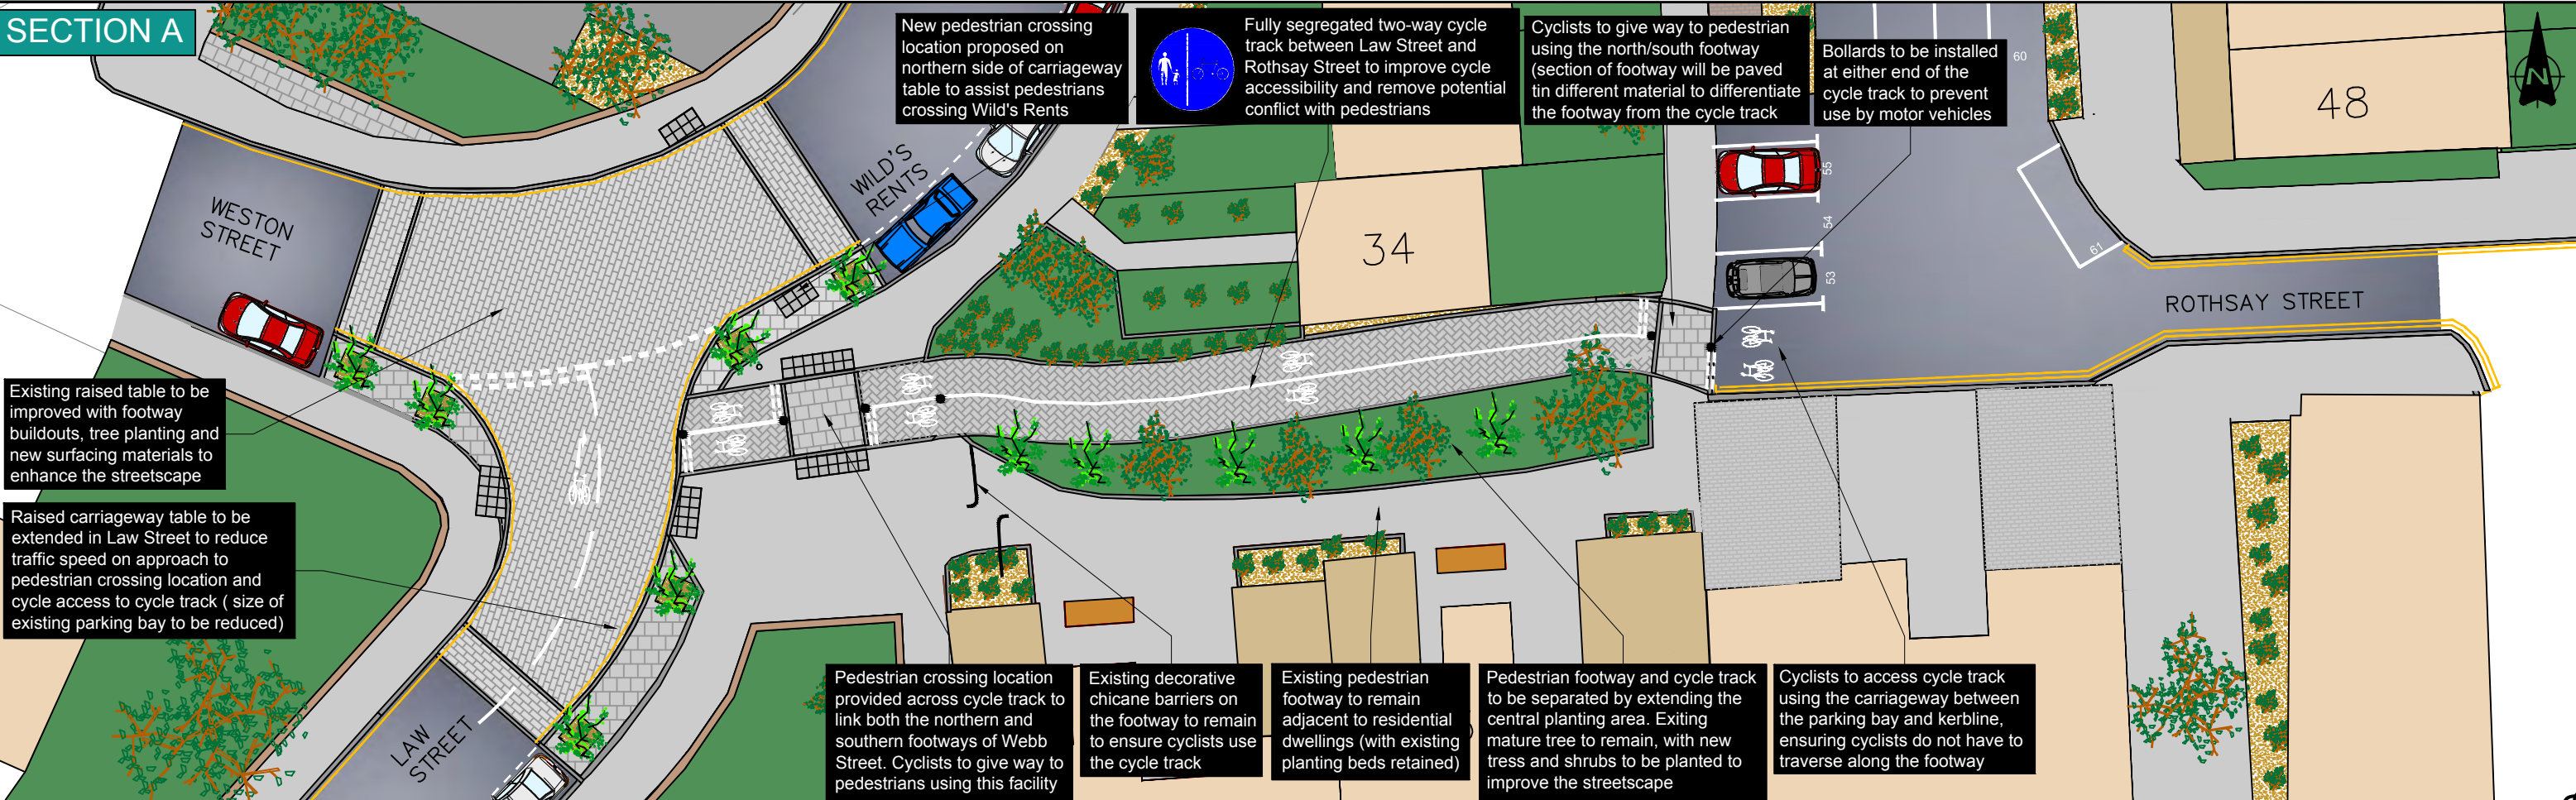 SECTION A
New pedestrian crossing
location proposed on
northern side of carriageway
table to assist pedestrians
crossing Wild's Rents
Fully segregated two-way cycle
track between Law Street and
Rothsay Street to improve cycle
accessibility and remove potential
conflict with pedestrians
Cyclists to give way to pedestrian
using the north/south footway
(section of footway will be paved
tin different material to differentiate
the footway from the cycle track
Bollards to be installed
at either end of the
cycle track to prevent
use by motor vehicles
60
48
N
WESTON
STREET
WILD'S
RENTS
34
55
54
53
61
ROTHSAY STREET
Existing raised table to be
improved with footway
buildouts, tree planting and
new surfacing materials to
enhance the streetscape
Raised carriageway table to be
extended in Law Street to reduce
traffic speed on approach to
pedestrian crossing location and
cycle access to cycle track ( size of
existing parking bay to be reduced)
LAW
STREET
Pedestrian crossing location
provided across cycle track to
link both the northern and
southern footways of Webb
Street. Cyclists to give way to
pedestrians using this facility
Existing decorative
chicane barriers on
the footway to remain
to ensure cyclists use
the cycle track
Existing pedestrian
footway to remain
adjacent to residential
dwellings (with existing
planting beds retained)
Pedestrian footway and cycle track
to be separated by extending the
central planting area. Exiting
mature tree to remain, with new
tress and shrubs to be planted to
improve the streetscape
Cyclists to access cycle track
using the carriageway between
the parking bay and kerbline,
ensuring cyclists do not have to
traverse along the footway